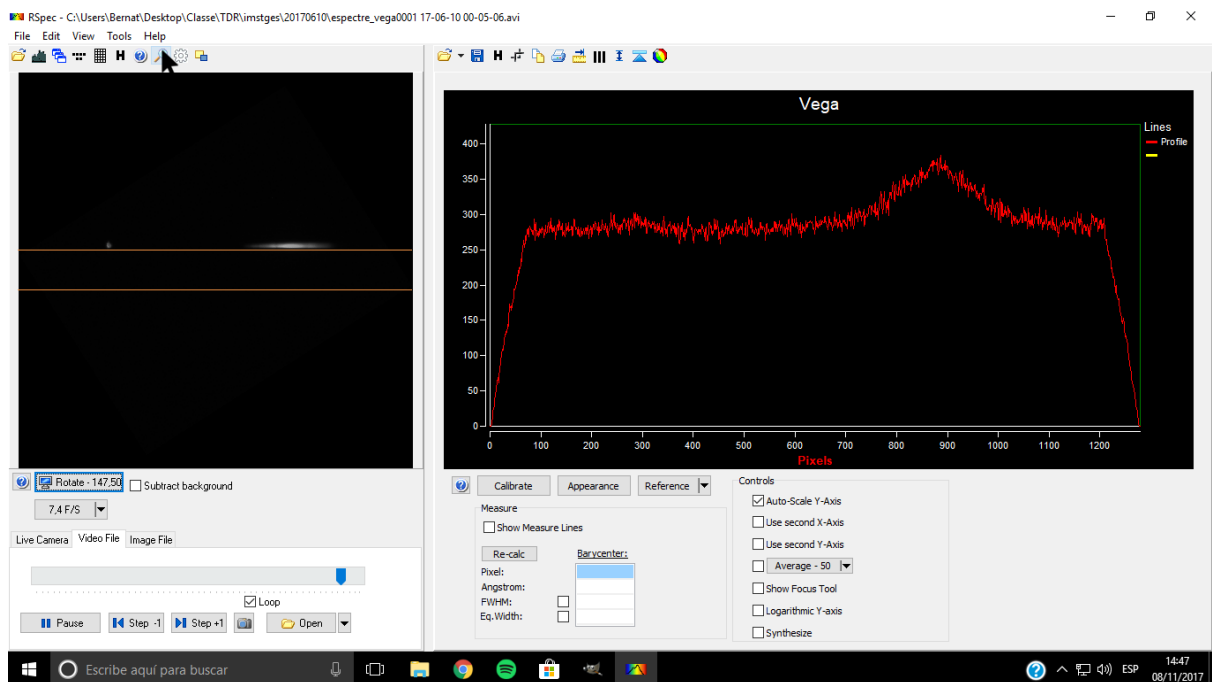 RSpec - C:\Users\Bernat\Desktop\Classe\TDR\imstges\20170610\espectre_vega0001 17-06-10 00-05-06.avi
File Edit View Tools Help
H
H
Vega
Lines
Profile
400
350
300
250
200
150
100
50
0
0 100 200 300 400 500 600 700 800 900 1000 1100 1200
Pixels
Rotate - 147,50
Subtract background
7,4 F/S
Live Camera Video File Image File
Loop
Pause Step -1 Step +1 Open
Calibrate Appearance Reference
Measure
Show Measure Lines
Re-calc Barycenter:
Pixel:
Angstrom:
FWHM:
Eq.Width:
Controls
Auto-Scale Y-Axis
Use second X-Axis
Use second Y-Axis
Average - 50
Show Focus Tool
Logarithmic Y-axis
Synthesize
Escribe aquí para buscar
ESP
14:47
08/11/2017